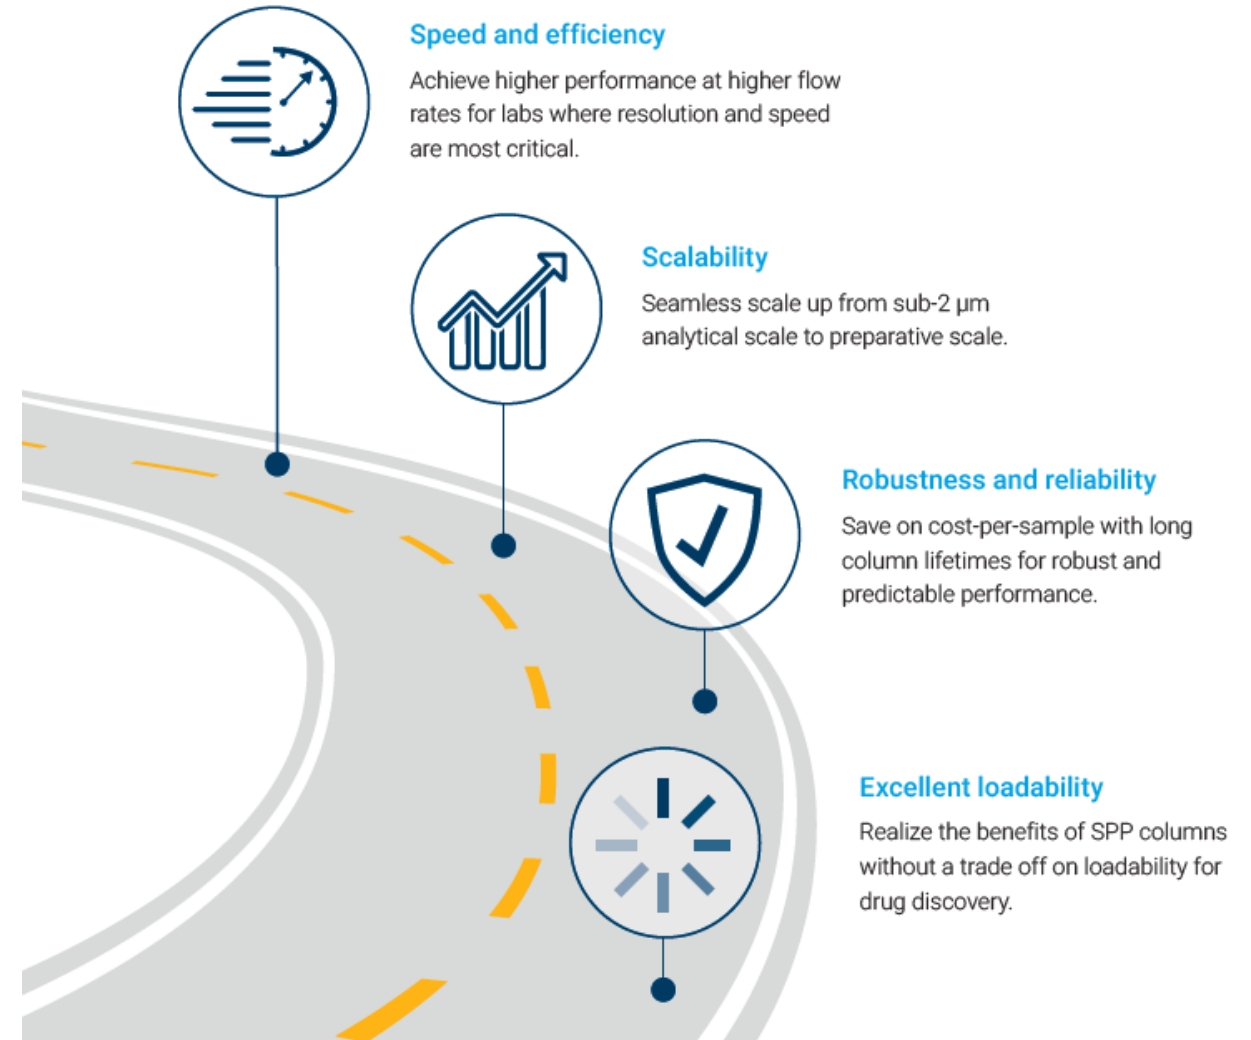 Speed and efficiency
Achieve higher performance at higher flow
rates for labs where resolution and speed
are most critical.
Scalability
Seamless scale up from sub-2 µm
analytical scale to preparative scale.
Robustness and reliability
Save on cost-per-sample with long
column lifetimes for robust and
predictable performance.
Excellent loadability
Realize the benefits of SPP columns
without a trade off on loadability for
drug discovery.